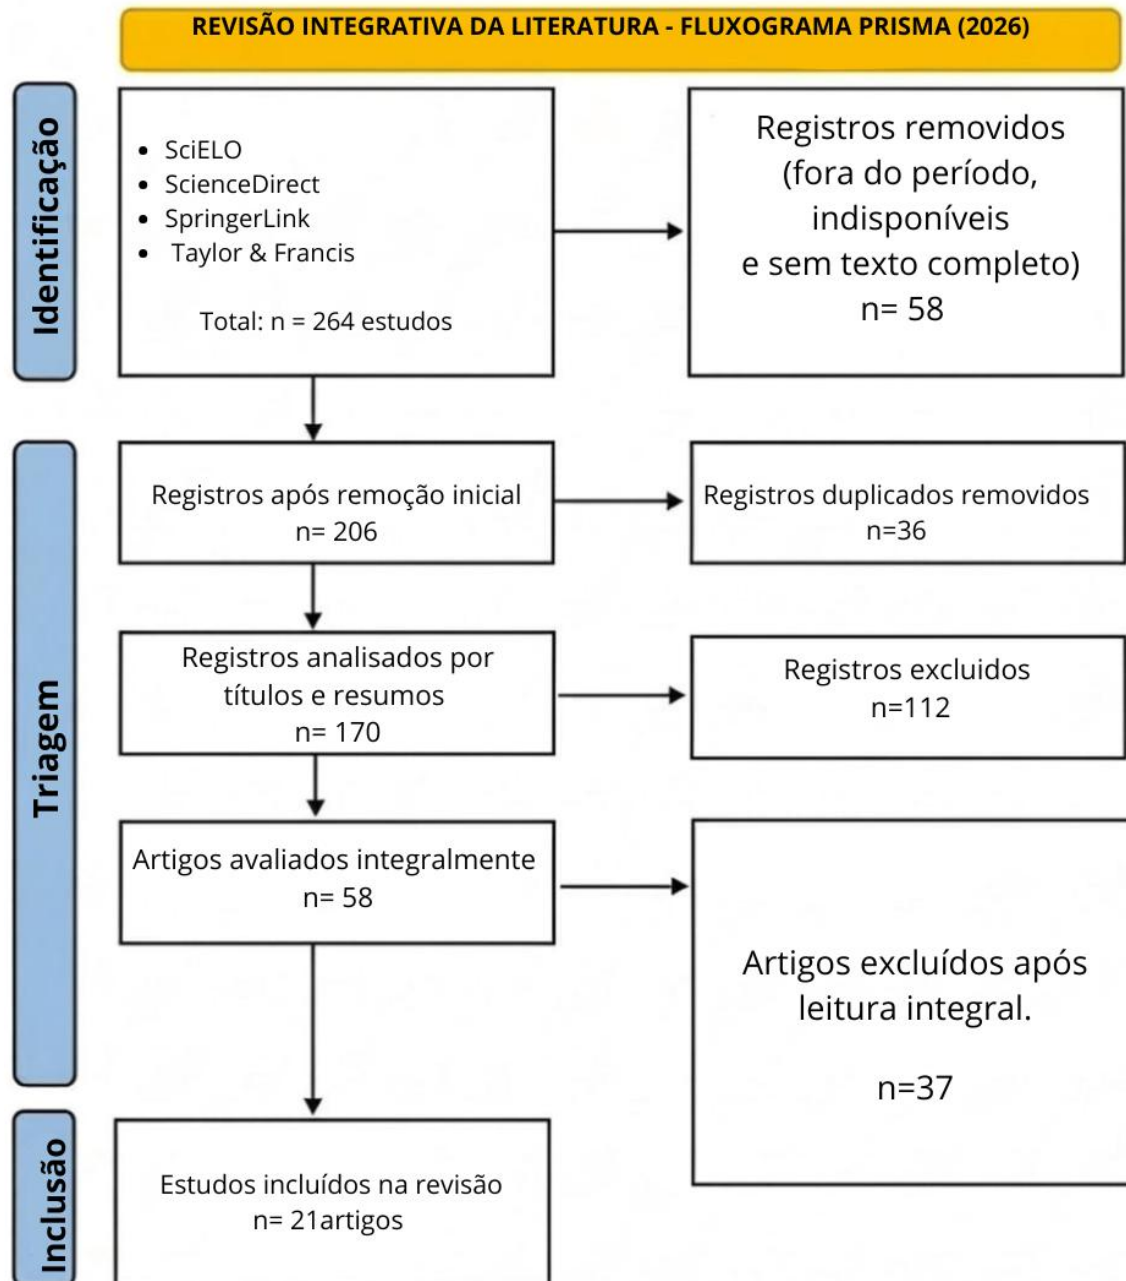 REVISÃO INTEGRATIVA DA LITERATURA - FLUXOGRAMA PRISMA (2026)
Identificação
• SciELO
• ScienceDirect
• SpringerLink
• Taylor & Francis
Total: n = 264 estudos
Registros removidos
(fora do período,
indisponíveis
e sem texto completo)
n= 58
Triagem
Registros após remoção inicial
n= 206
Registros duplicados removidos
n=36
Registros analisados por
títulos e resumos
n= 170
Registros excluidos
n=112
Artigos avaliados integralmente
n= 58
Artigos excluídos após
leitura integral.
n=37
Inclusão
Estudos incluídos na revisão
n= 21artigos